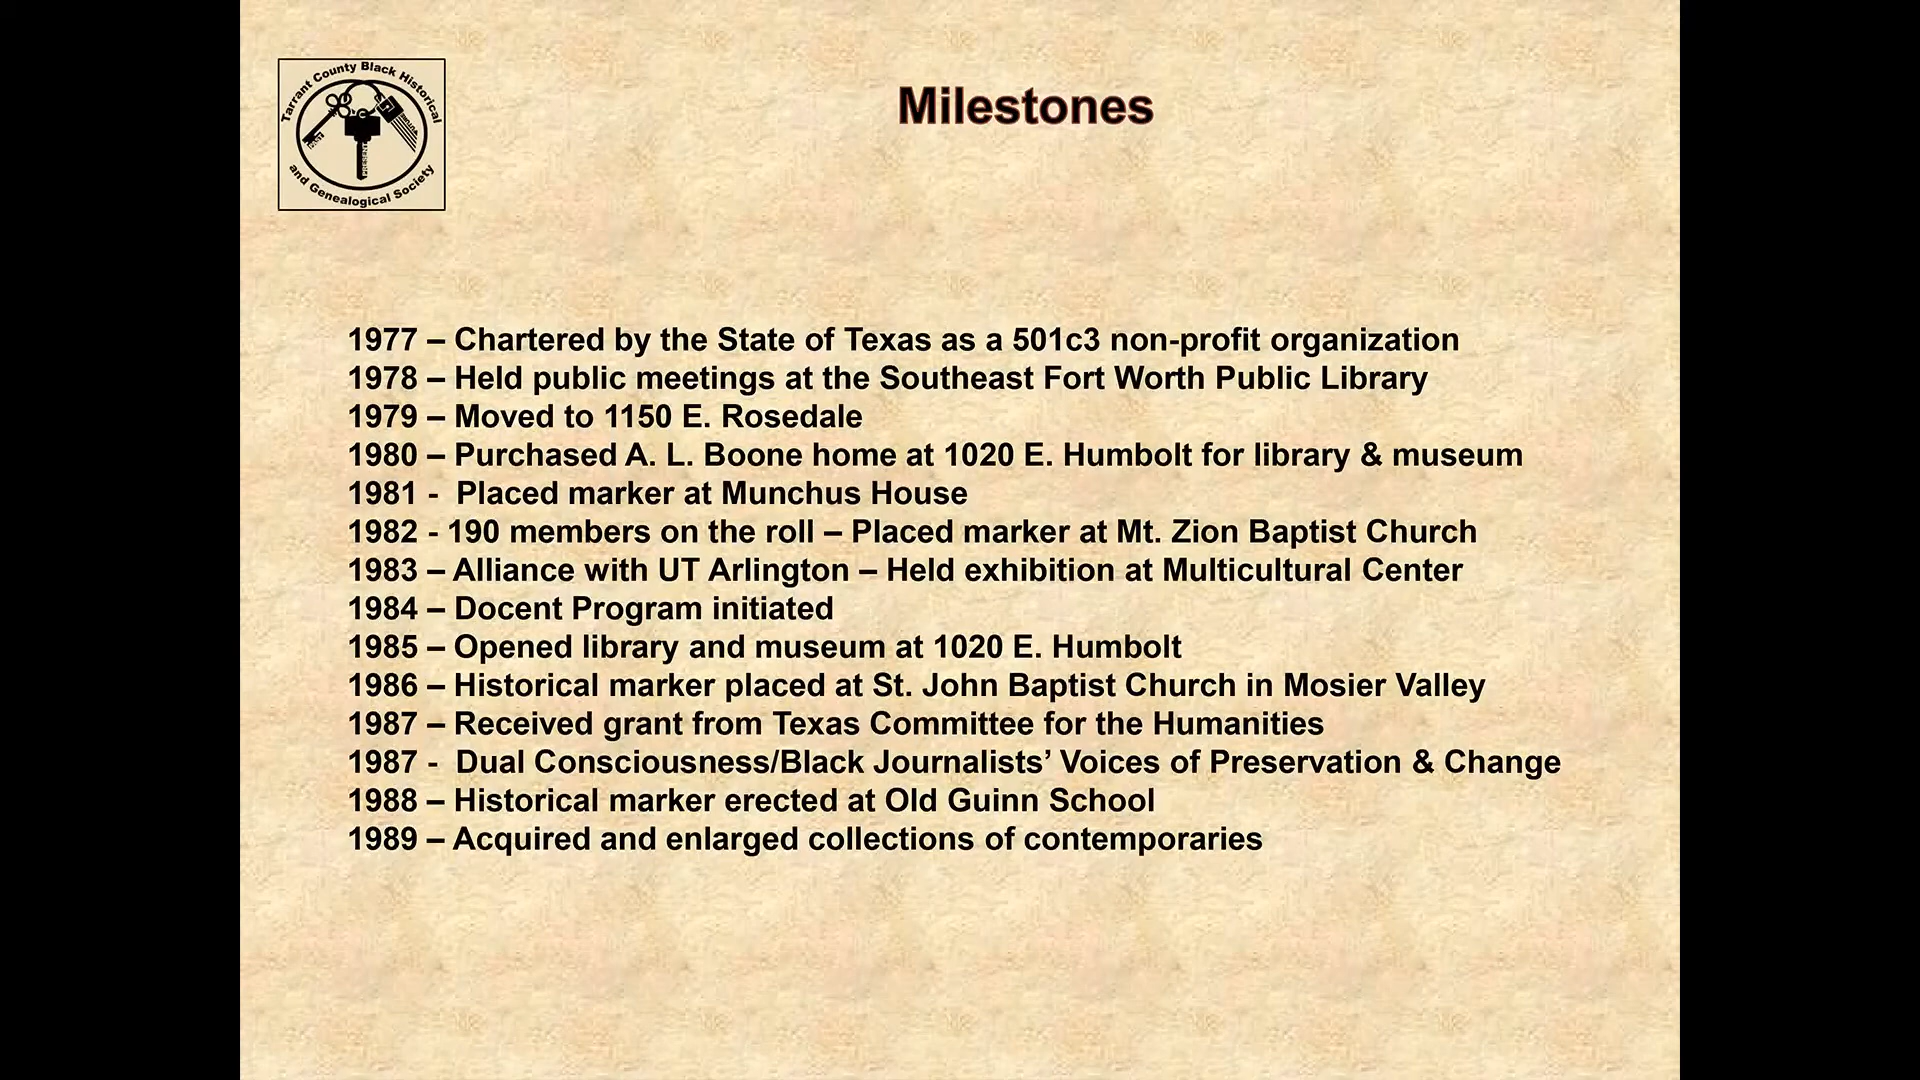 Tarrant County Black Historical
and Genealogical Society
PAST
PRESENT
FUTURE
Milestones
1977 – Chartered by the State of Texas as a 501c3 non-profit organization
1978 – Held public meetings at the Southeast Fort Worth Public Library
1979 – Moved to 1150 E. Rosedale
1980 – Purchased A. L. Boone home at 1020 E. Humbolt for library & museum
1981 -  Placed marker at Munchus House
1982 - 190 members on the roll – Placed marker at Mt. Zion Baptist Church
1983 – Alliance with UT Arlington – Held exhibition at Multicultural Center
1984 – Docent Program initiated
1985 – Opened library and museum at 1020 E. Humbolt
1986 – Historical marker placed at St. John Baptist Church in Mosier Valley
1987 – Received grant from Texas Committee for the Humanities
1987 -  Dual Consciousness/Black Journalists’ Voices of Preservation & Change
1988 – Historical marker erected at Old Guinn School
1989 – Acquired and enlarged collections of contemporaries